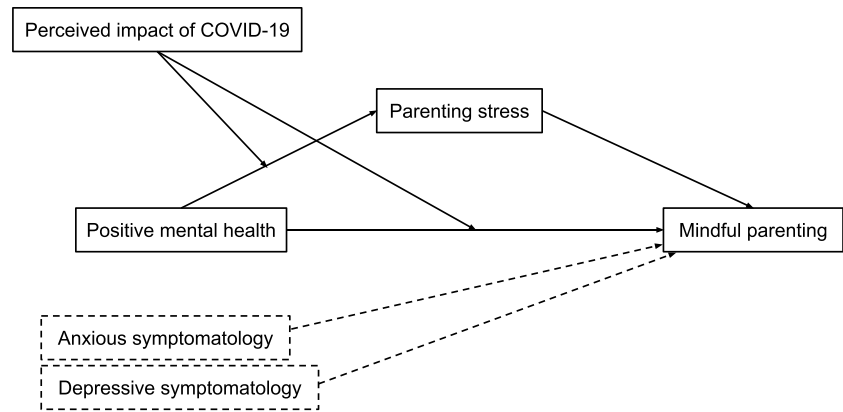 Perceived impact of COVID-19
Parenting stress
Positive mental health
Mindful parenting
Anxious symptomatology
Depressive symptomatology